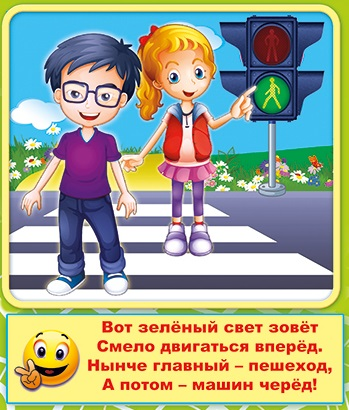 Вот зелёный свет зовёт
Смело двигаться вперёд.
Нынче главный – пешеход,
А потом – машин черёд!